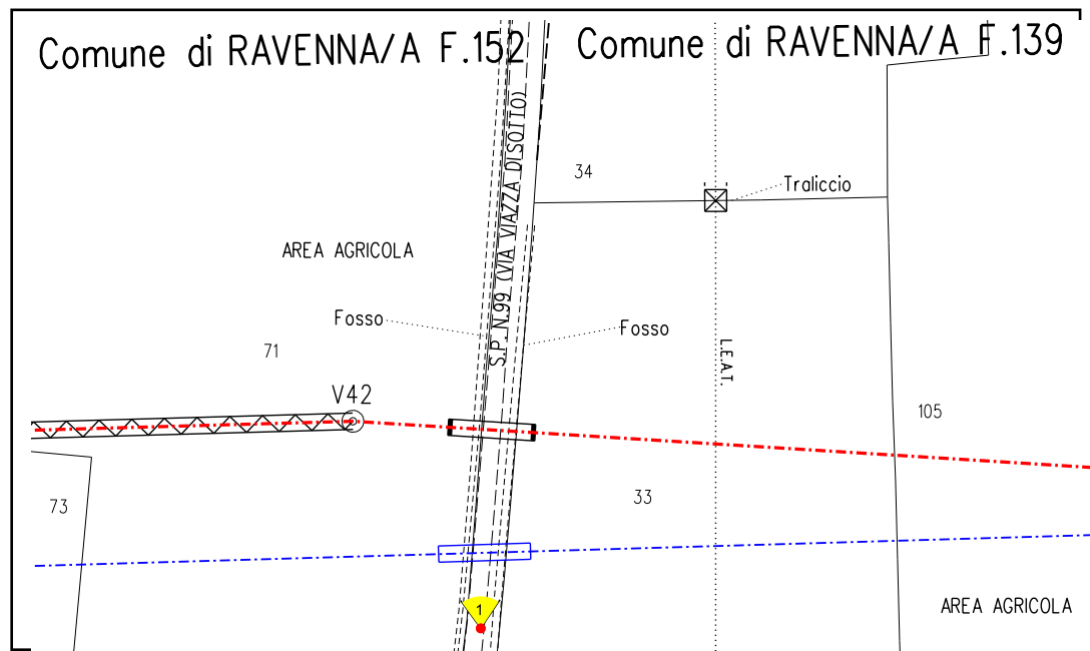 Comune di RAVENNA/A F.152
Comune di RAVENNA/A F.139
S.P. N.99 (VIA VIAZZA DISOTTO)
34
Traliccio
AREA AGRICOLA
Fosso
Fosso
71
L.E.A.T.
V42
105
73
33
1
AREA AGRICOLA